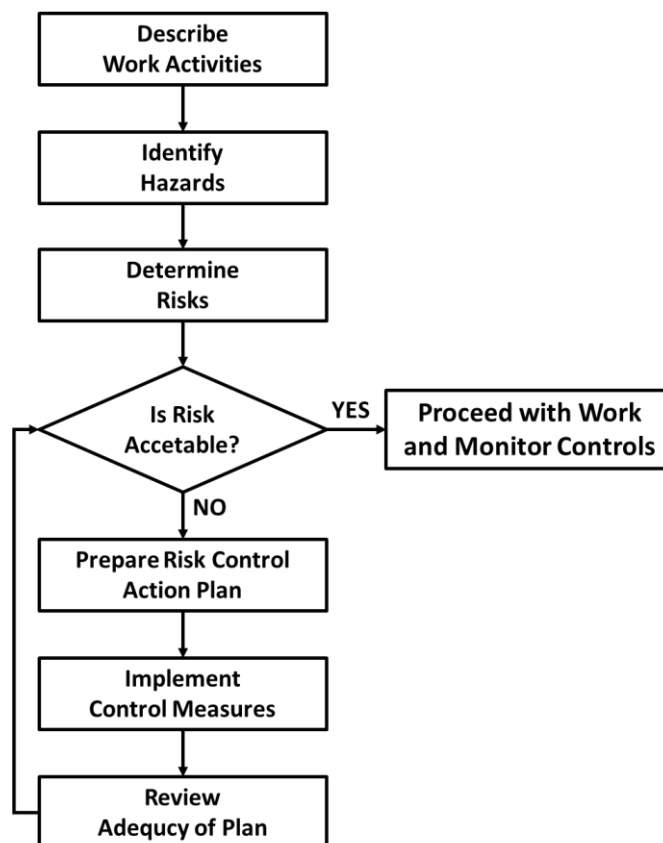 Describe
Work Activities
Identify
Hazards
Determine
Risks
Is Risk
Accetable?
YES
Proceed with Work
and Monitor Controls
NO
Prepare Risk Control
Action Plan
Implement
Control Measures
Review
Adequcy of Plan